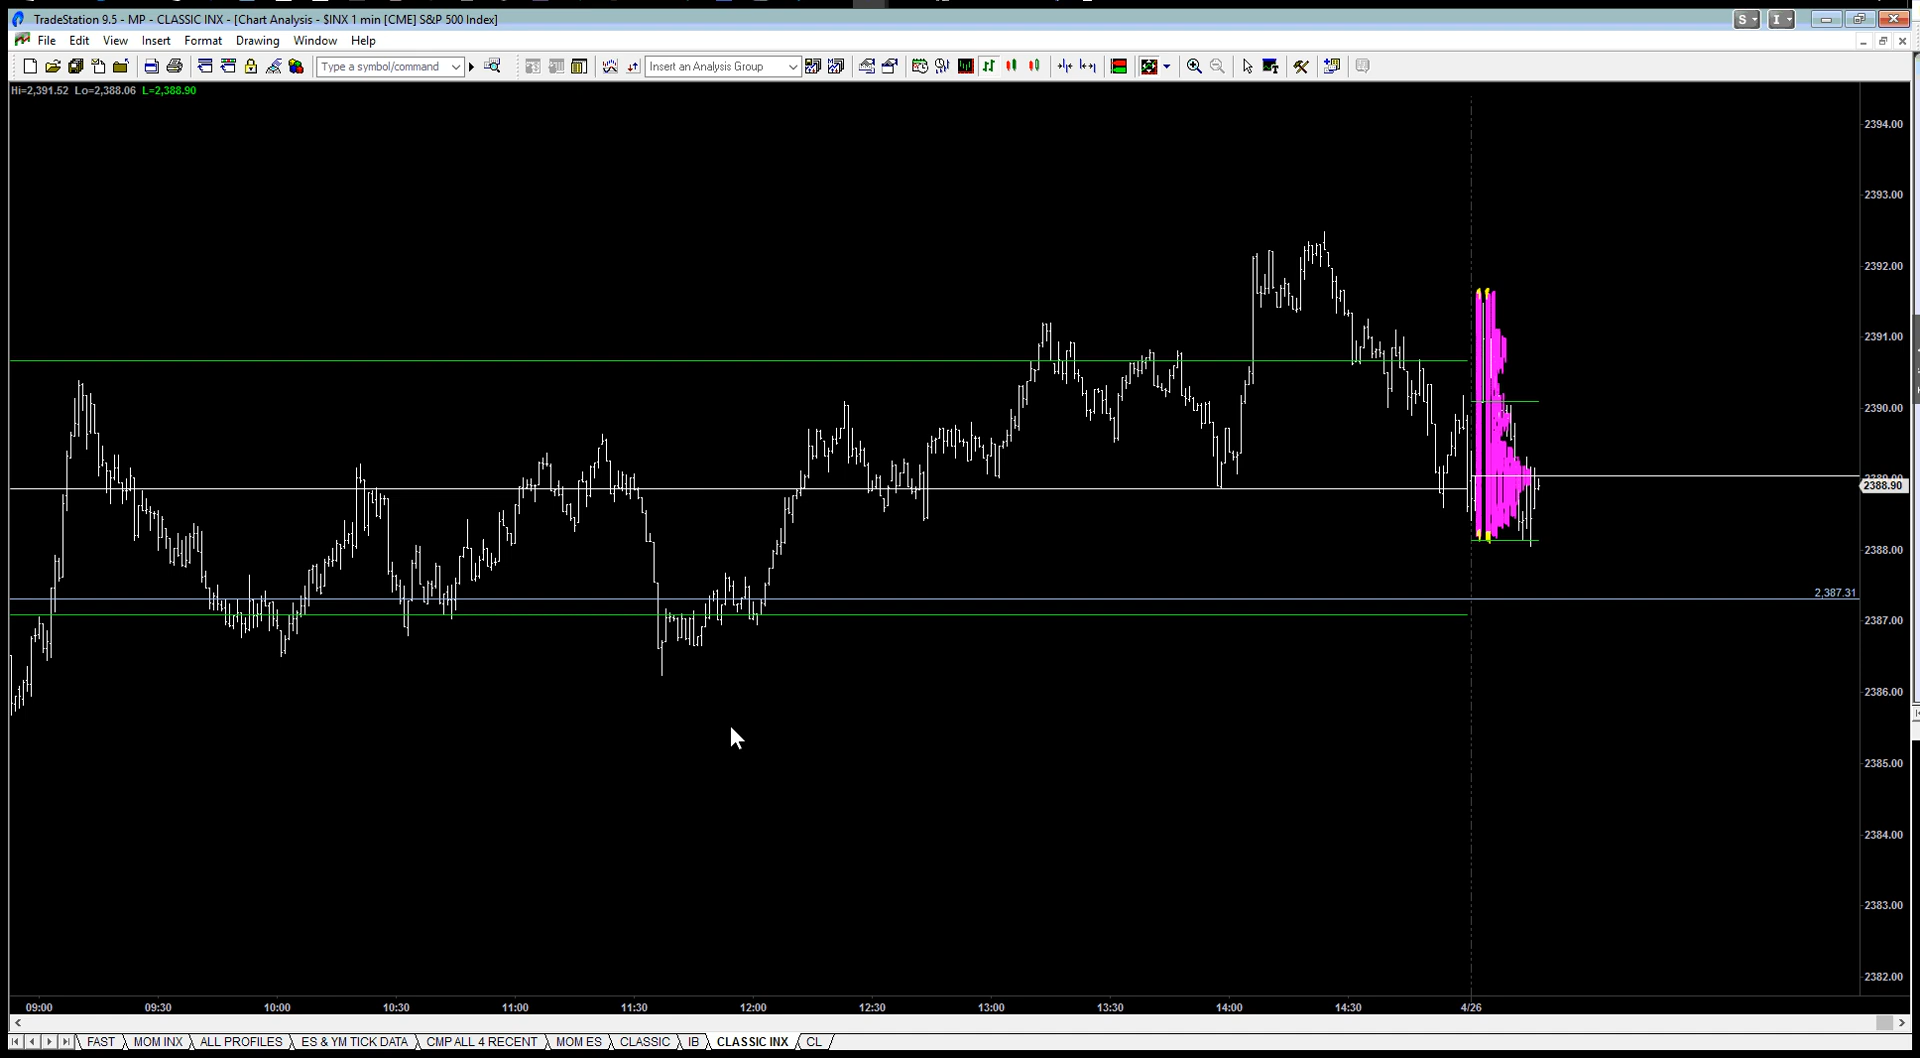 TradeStation 9.5 - MP - CLASSIC INX - [Chart Analysis - $INX 1 min [CME] S&P 500 Index]
S I
File Edit View Insert Format Drawing Window Help
Type a symbol/command Insert an Analysis Group
Hi=2,391.52 Lo=2,388.06 L=2,388.90
2394.00
2393.00
2392.00
2391.00
2390.00
2388.90
2388.00
2,387.31
2387.00
2386.00
2385.00
2384.00
2383.00
2382.00
09:00 09:30 10:00 10:30 11:00 11:30 12:00 12:30 13:00 13:30 14:00 14:30 4/26
FAST MOM INX ALL PROFILES ES & YM TICK DATA CMP ALL 4 RECENT MOM ES CLASSIC IB CLASSIC INX CL